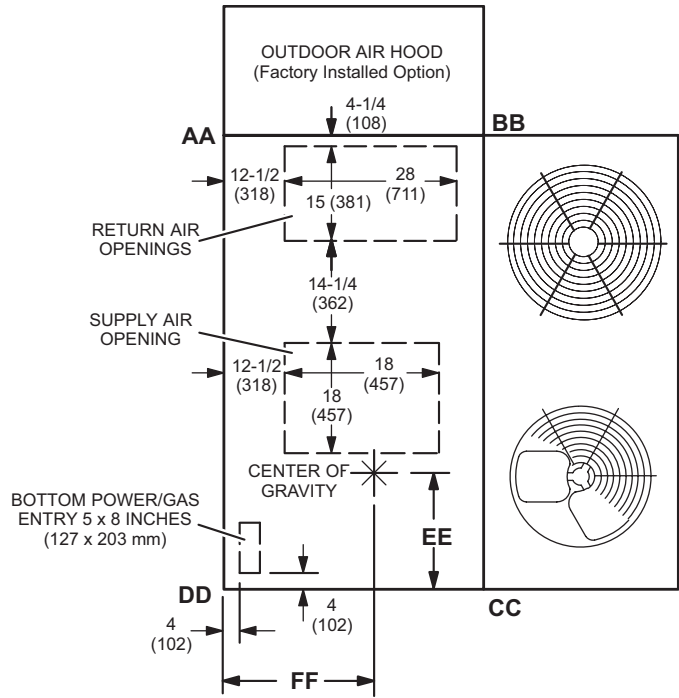 OUTDOOR AIR HOOD
(Factory Installed Option)
4-1/4
(108)
AA
BB
12-1/2
(318)
28
(711)
15 (381)
RETURN AIR
OPENINGS
14-1/4
(362)
SUPPLY AIR
OPENING
12-1/2
(318)
18
(457)
18
(457)
CENTER OF
GRAVITY
BOTTOM POWER/GAS
ENTRY 5 x 8 INCHES
(127 x 203 mm)
EE
DD
CC
4
(102)
4
(102)
FF